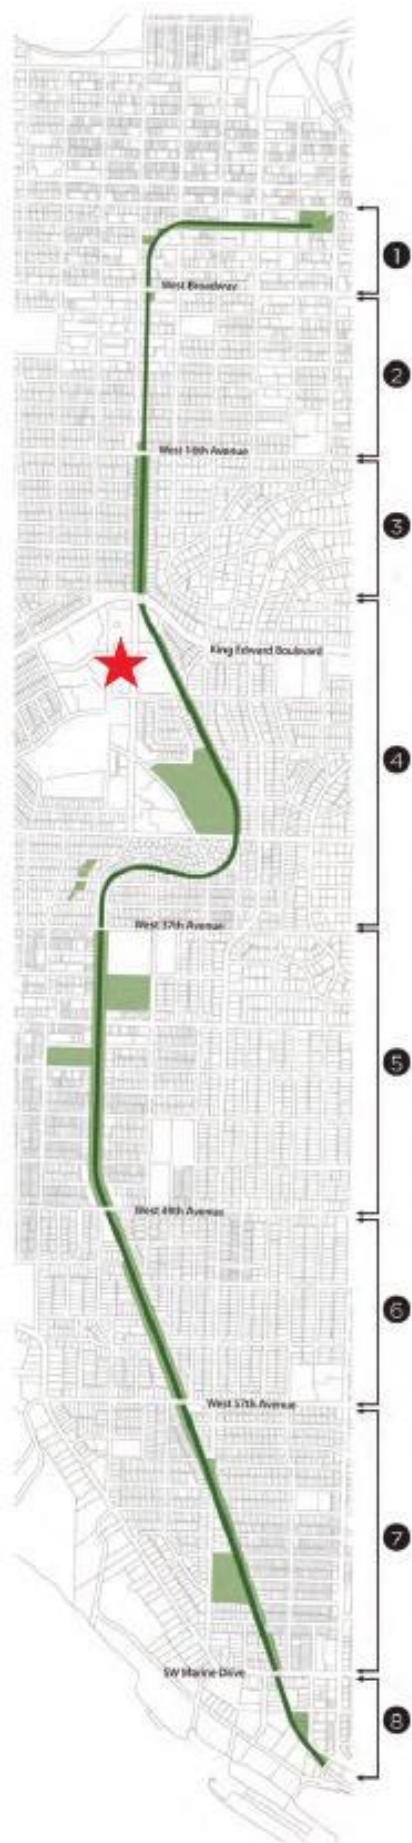 1
West Broadway
2
West 16th Avenue
3
King Edward Boulevard
4
West 37th Avenue
5
West 49th Avenue
6
West 57th Avenue
7
SW Marine Drive
8